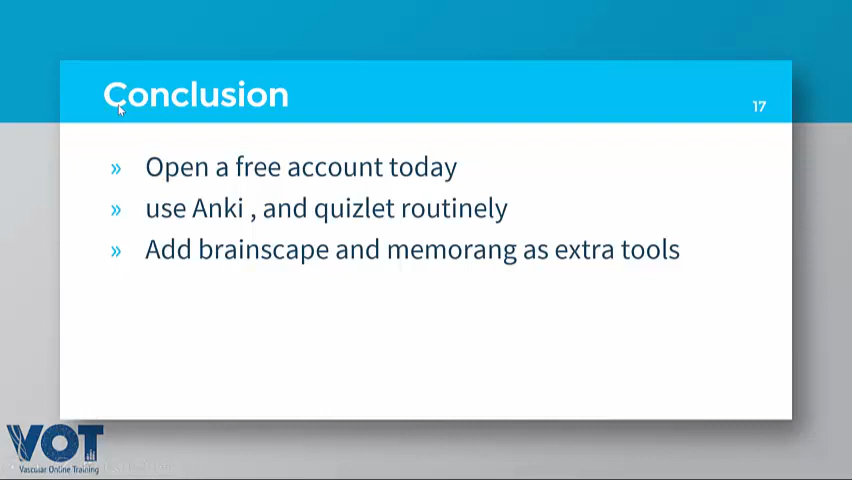 Conclusion
17
» Open a free account today
» use Anki , and quizlet routinely
» Add brainscape and memorang as extra tools
VOT
Vascular Online Training